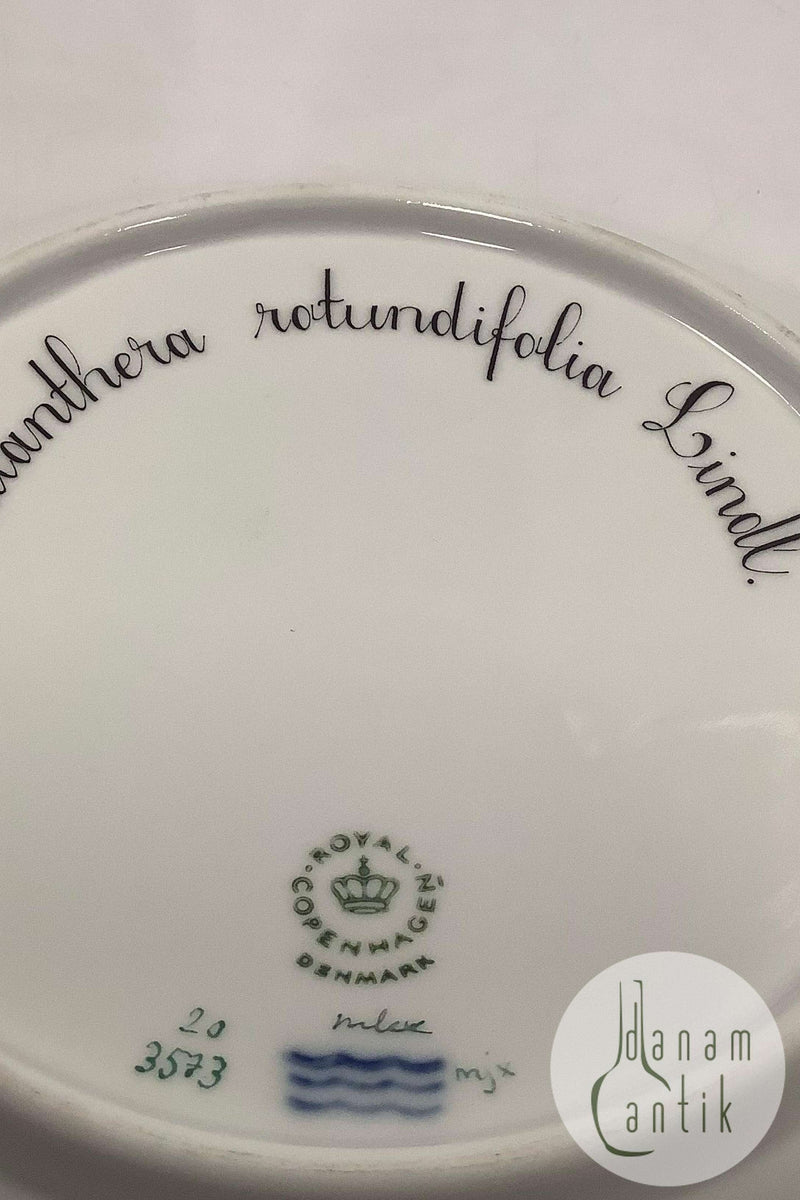 anthera rotundifolia Lindl.
ROYAL COPENHAGEN
DENMARK
20
3573
danam
antik